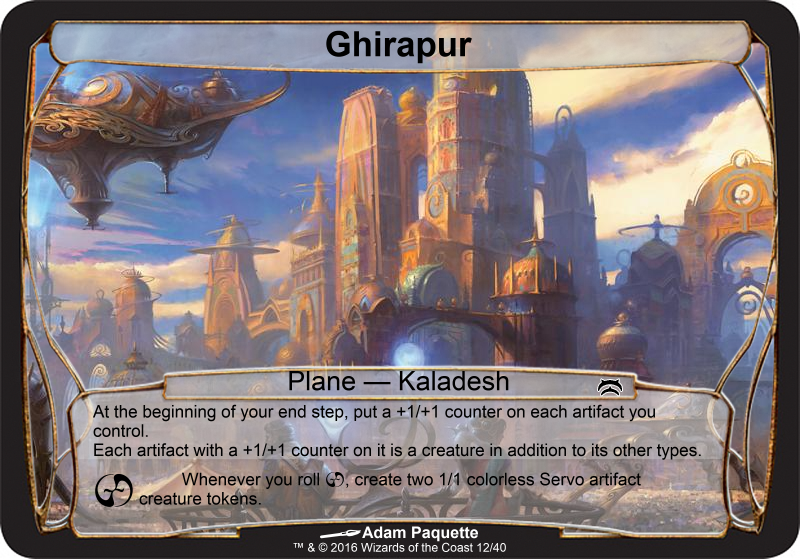 Ghirapur
Plane — Kaladesh
At the beginning of your end step, put a +1/+1 counter on each artifact you
control.
Each artifact with a +1/+1 counter on it is a creature in addition to its other types.
Whenever you roll , create two 1/1 colorless Servo artifact
creature tokens.
Adam Paquette
™ & © 2016 Wizards of the Coast 12/40